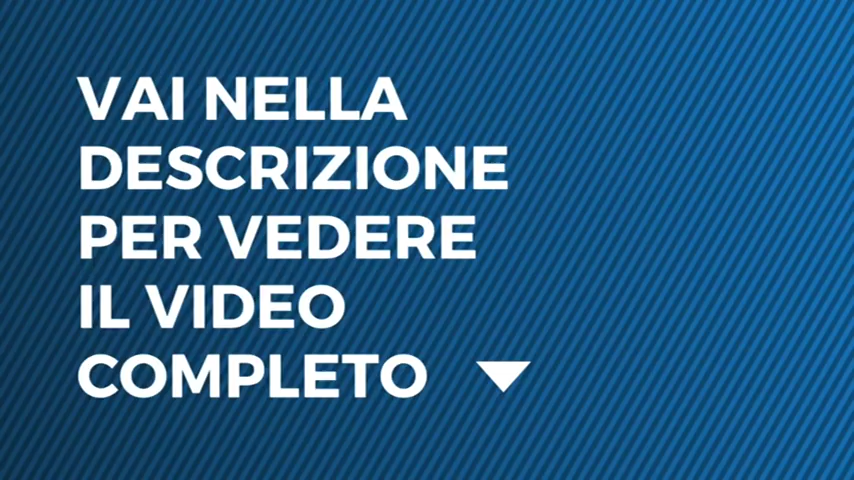 VAI NELLA
DESCRIZIONE
PER VEDERE
IL VIDEO
COMPLETO